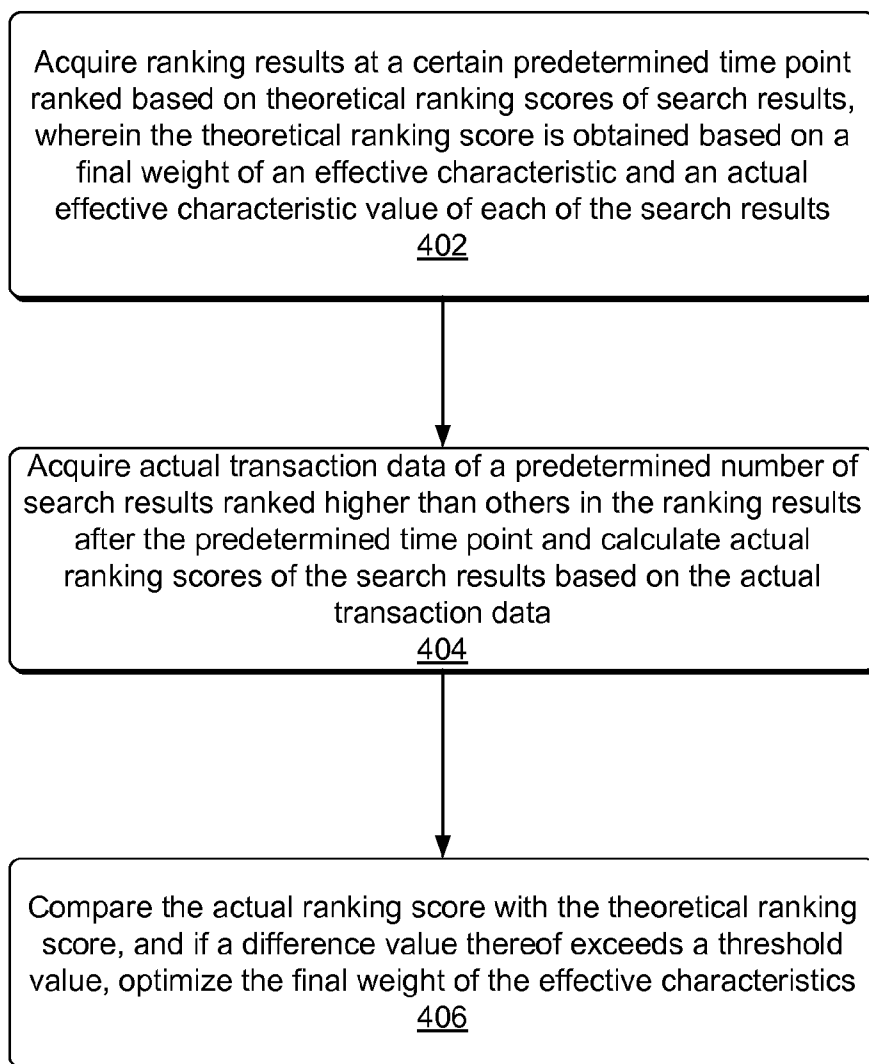 Acquire ranking results at a certain predetermined time point
ranked based on theoretical ranking scores of search results,
wherein the theoretical ranking score is obtained based on a
final weight of an effective characteristic and an actual
effective characteristic value of each of the search results
402
Acquire actual transaction data of a predetermined number of
search results ranked higher than others in the ranking results
after the predetermined time point and calculate actual
ranking scores of the search results based on the actual
transaction data
404
Compare the actual ranking score with the theoretical ranking
score, and if a difference value thereof exceeds a threshold
value, optimize the final weight of the effective characteristics
406